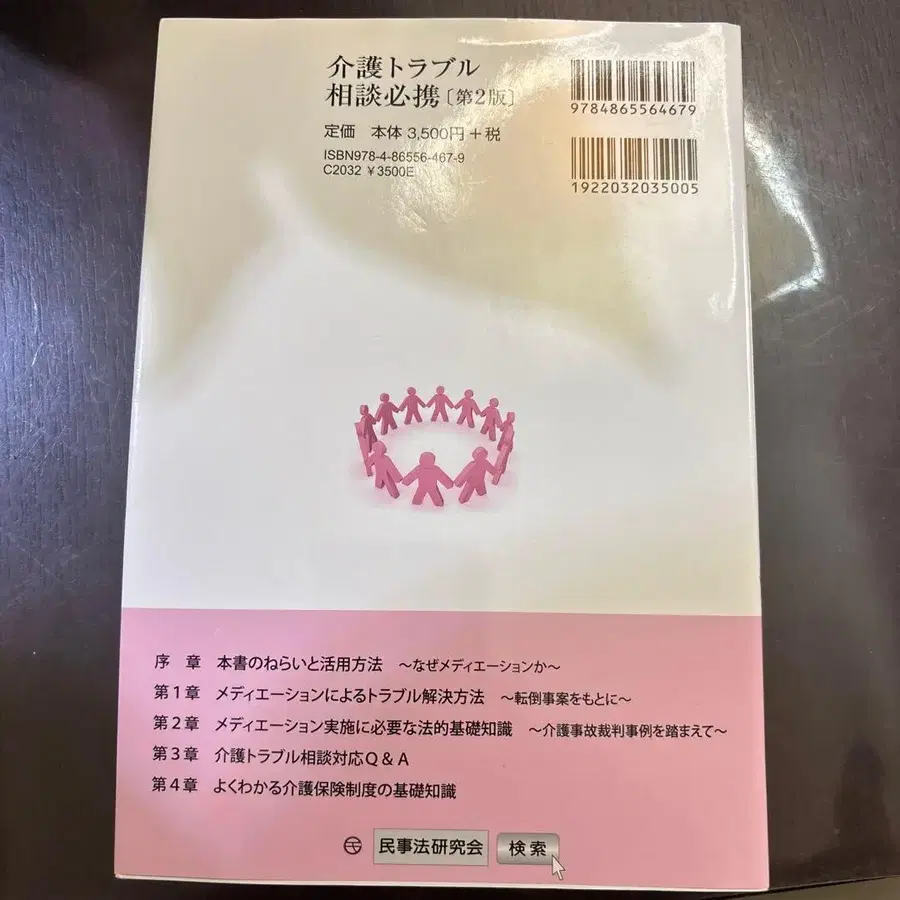 介護トラブル
相談必携〔第2版〕
定価 本体 3,500円+税
ISBN978-4-86556-467-9
C2032 ¥3500E
9784865564679
1922032035005
序 章 本書のねらいと活用方法 ～なぜメディエーションか～
第1章 メディエーションによるトラブル解決方法 ～転倒事案をもとに～
第2章 メディエーション実施に必要な法的基礎知識 ～介護事故裁判事例を踏まえて～
第3章 介護トラブル相談対応Q&A
第4章 よくわかる介護保険制度の基礎知識
民事法研究会 検索